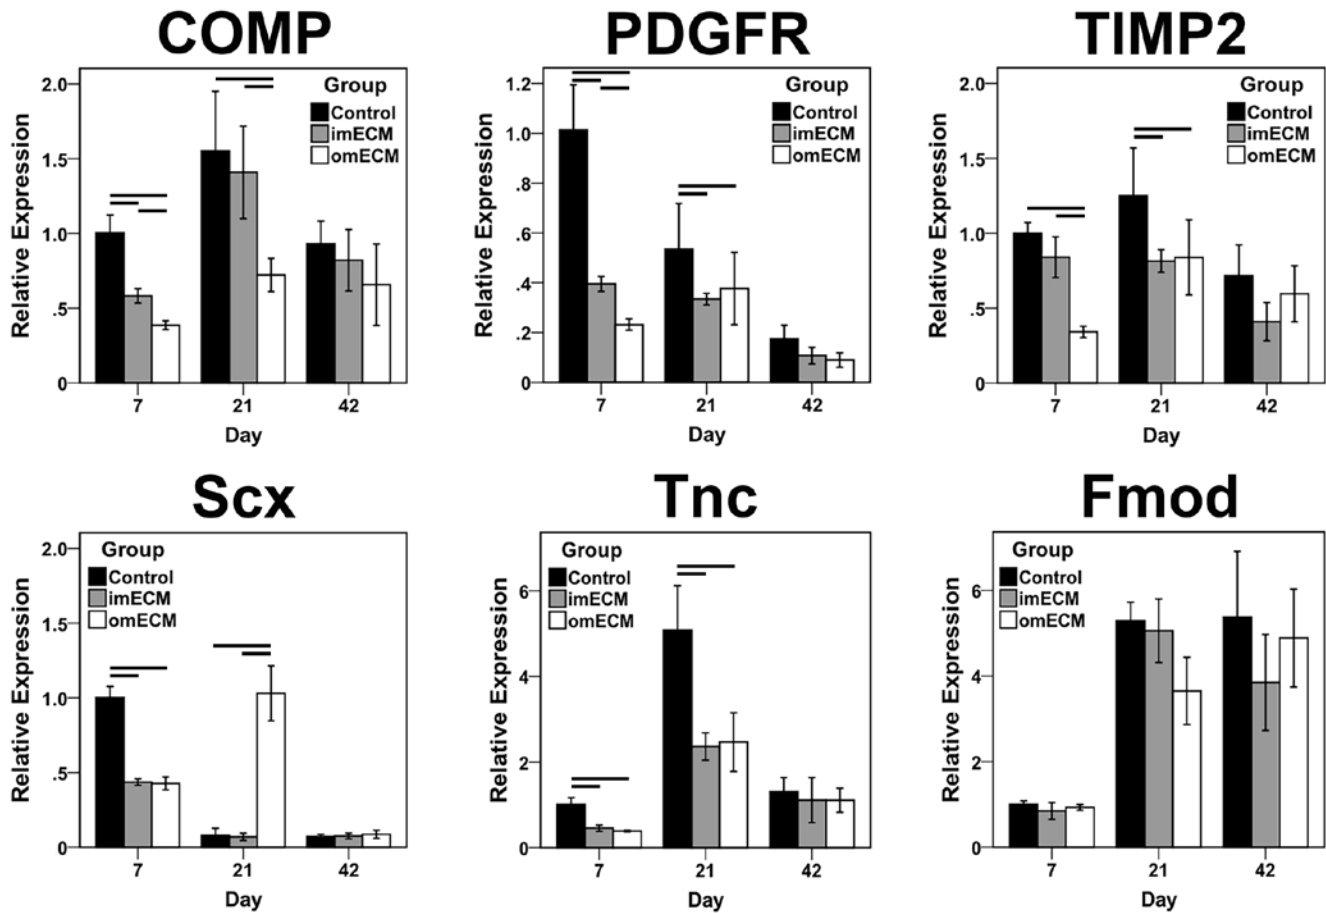 COMP
Relative Expression
2.0
1.5
1.0
.5
0
Group
Control
imECM
omECM
7 21 42
Day
PDGFR
Relative Expression
1.2
1.0
.8
.6
.4
.2
0
Group
Control
imECM
omECM
7 21 42
Day
TIMP2
Relative Expression
2.0
1.5
1.0
.5
0
Group
Control
imECM
omECM
7 21 42
Day
Scx
Relative Expression
2.0
1.5
1.0
.5
0
Group
Control
imECM
omECM
7 21 42
Day
Tnc
Relative Expression
6
4
2
0
Group
Control
imECM
omECM
7 21 42
Day
Fmod
Relative Expression
6
4
2
0
Group
Control
imECM
omECM
7 21 42
Day